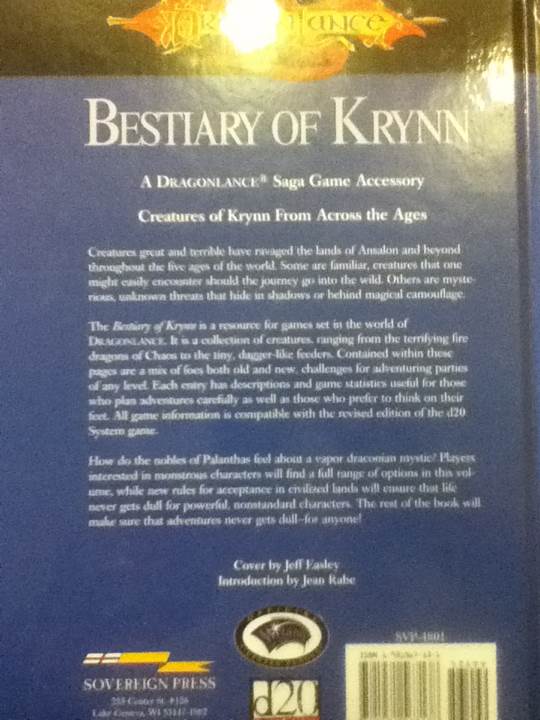 DRAGONLANCE
BESTIARY OF KRYNN
A DRAGONLANCE® Saga Game Accessory
Creatures of Krynn From Across the Ages
Creatures great and terrible have ravaged the lands of Ansalon and beyond
throughout the five ages of the world. Some are familiar, creatures that one
might easily encounter should the journey go into the wild. Others are myste-
rious, unknown threats that hide in shadows or behind magical camouflage.
The Bestiary of Krynn is a resource for games set in the world of
DRAGONLANCE. It is a collection of creatures, ranging from the terrifying fire
dragons of Chaos to the tiny, dagger-like feeders. Contained within these
pages are a mix of foes both old and new, challenges for adventuring parties
of any level. Each entry has descriptions and game statistics useful for those
who plan adventures carefully as well as those who prefer to think on their
feet. All game information is compatible with the revised edition of the d20
System game.
How do the nobles of Palanthas feel about a vapor draconian mystic? Players
interested in monstrous characters will find a full range of options in this vol-
ume, while new rules for acceptance in civilized lands will ensure that life
never gets dull for powerful, nonstandard characters. The rest of the book will
make sure that adventures never gets dull–for anyone!
Cover by Jeff Easley
Introduction by Jean Rabe
SVP-4801
ISBN
SOVEREIGN PRESS
Center St. #126
Lake Geneva, WI 53147-1902
d20